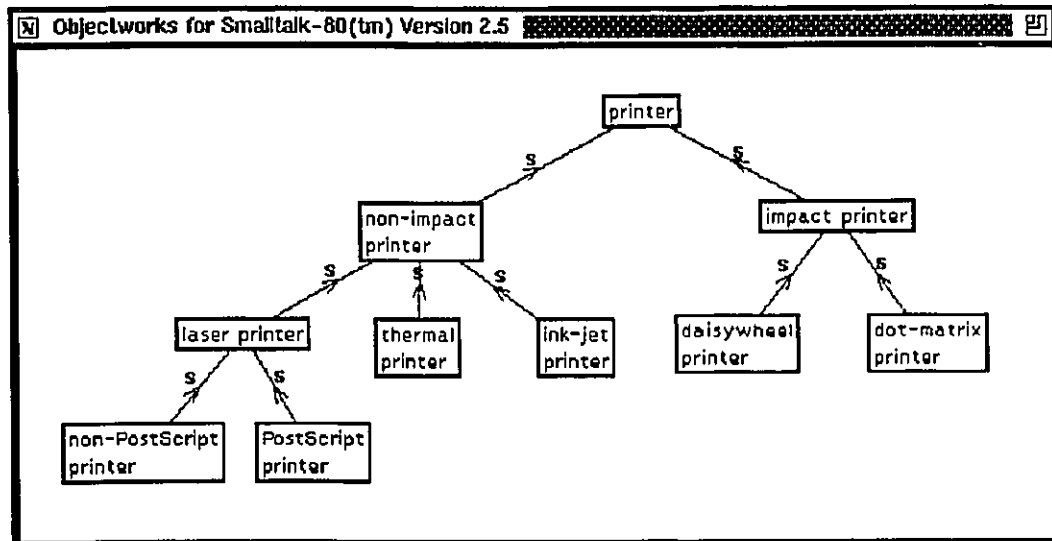 Objectworks for Smalltalk-80(tm) Version 2.5
printer
S
S
non-impact
printer
impact printer
S
S
S
S
S
laser printer
thermal
printer
ink-jet
printer
daisywheel
printer
dot-matrix
printer
S
S
non-PostScript
printer
PostScript
printer